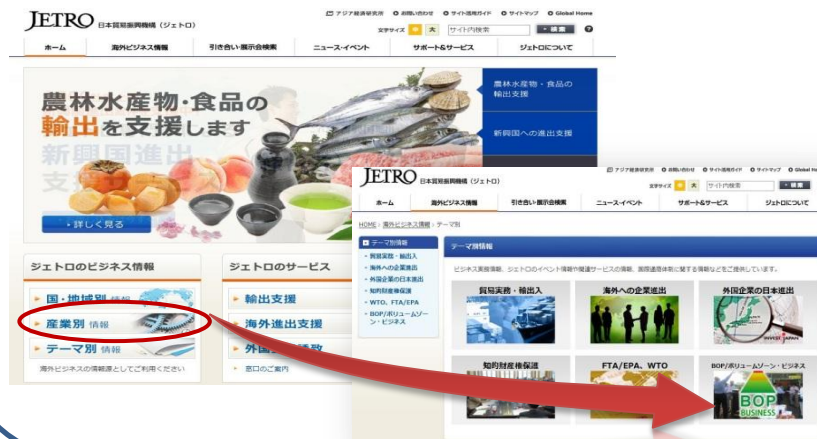 アジア経済研究所 お問い合わせ サイト活用ガイド サイトマップ Global Home
JETRO 日本貿易振興機構(ジェトロ)
文字サイズ 中 大 サイト内検索 検索
ホーム 海外ビジネス情報 引き合い・展示会検索 ニュース・イベント サポート&サービス ジェトロについて
農林水産物・食品の
輸出を支援します
新興国進出
支
詳しく見る
農林水産物・食品の
輸出支援
新興国への進出支援
ジェトロのビジネス情報
国・地域別 情報
産業別 情報
テーマ別 情報
海外ビジネスの情報源としてご利用ください
ジェトロのサービス
輸出支援
海外進出支援
外国
誘致
窓口のご案内
アジア経済研究所 お問い合わせ サイト活用ガイド サイトマップ Global Ho
JETRO 日本貿易振興機構(ジェトロ)
文字サイズ 中 大 サイト内検索 検索
ホーム 海外ビジネス情報 引き合い・展示会検索 ニュース・イベント サポート&サービス ジェトロについて
HOME > 海外ビジネス情報 > テーマ別
テーマ別情報
貿易実務・輸出入
海外への企業進出
外国企業の日本進出
知的財産権保護
WTO, FTA/EPA
BOP/ボリュームゾー
ン・ビジネス
テーマ別情報
ビジネス実務情報、ジェトロのイベント情報や関連サービスの情報、国際通商体制に関する情報などをご提供しています。
貿易実務・輸出入 海外への企業進出 外国企業の日本進出
INVEST JAPAN
知的財産権保護 FTA/EPA、WTO BOP/ボリュームゾーン・ビジネス
BOP
BUSINESS